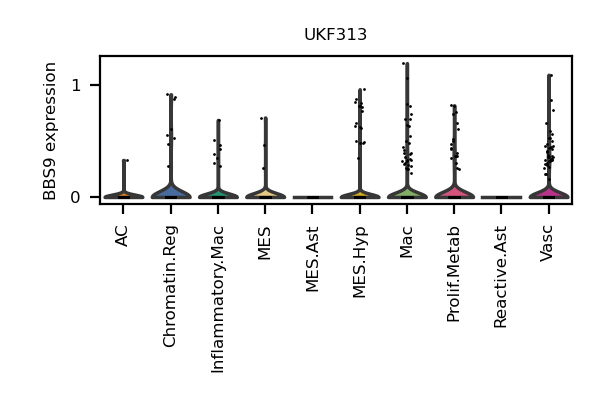 UKF313
BBS9 expression
1
0
AC
Chromatin.Reg
Inflammatory.Mac
MES
MES.Ast
MES.Hyp
Mac
Prolif.Metab
Reactive.Ast
Vasc